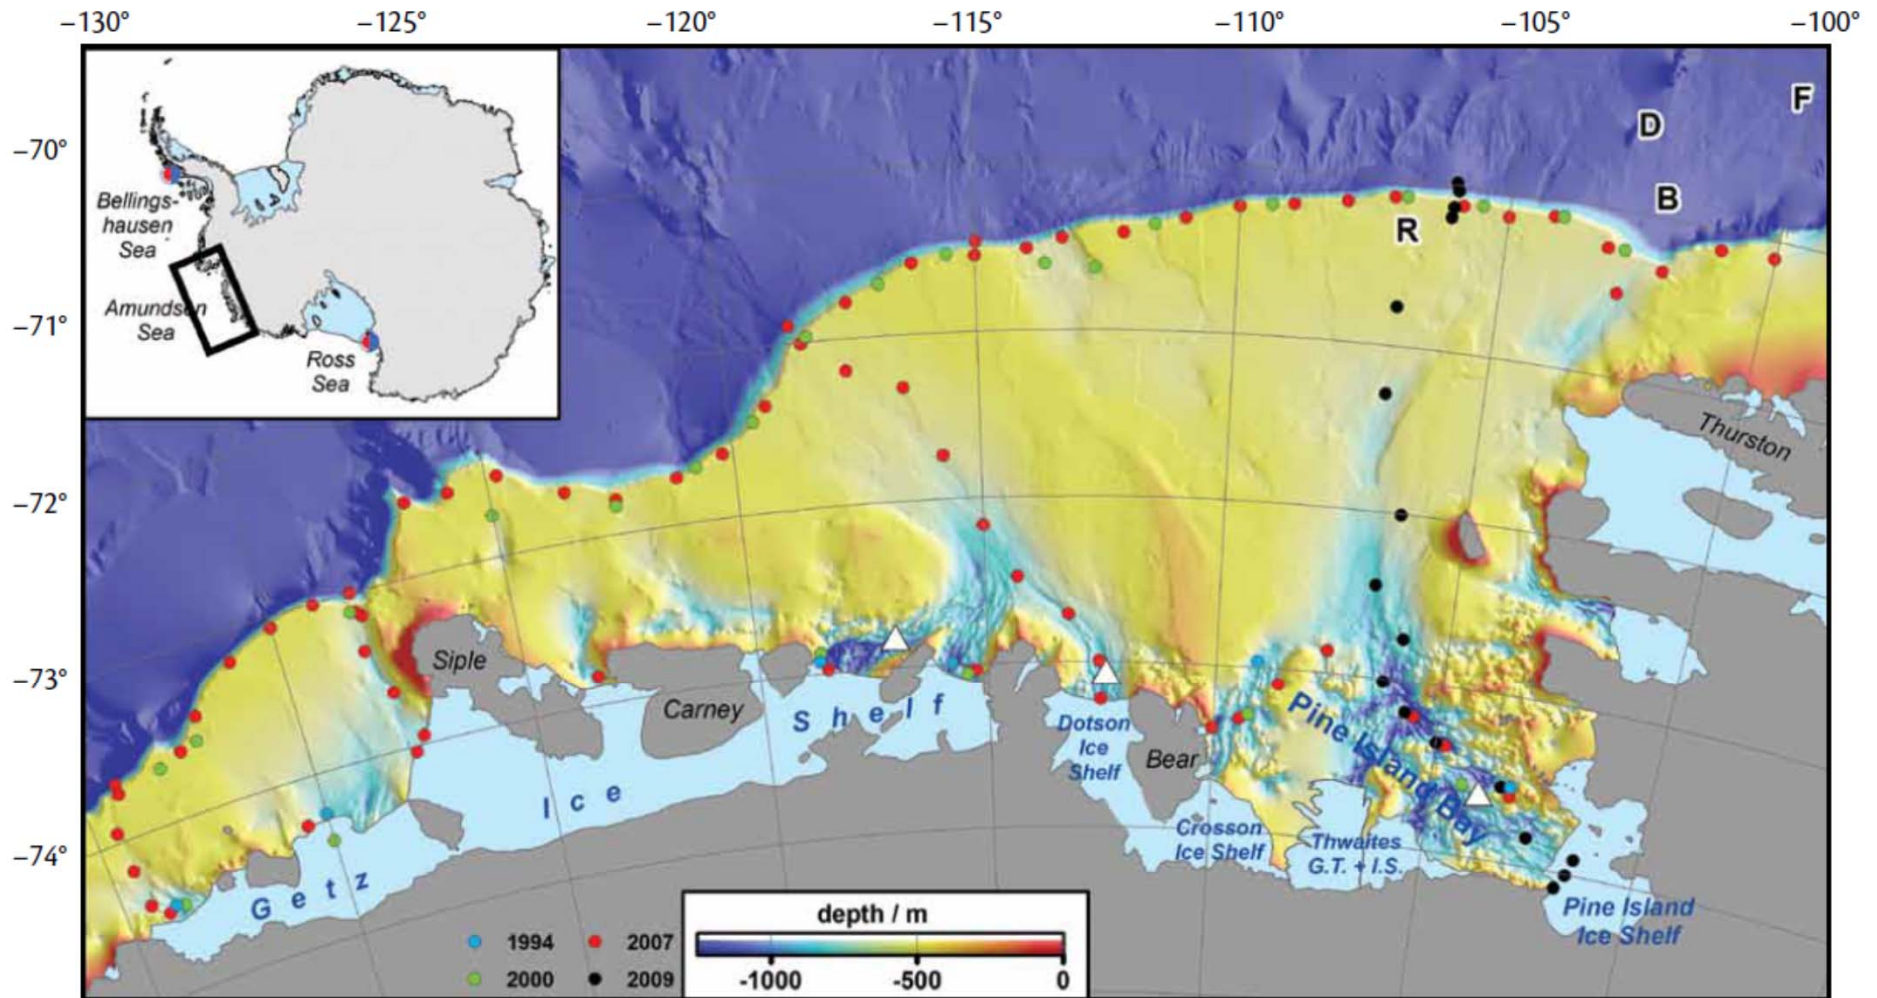 −130° −125° −120° −115° −110° −105° −100°
−70°
−71°
−72°
−73°
−74°
Bellings-
hausen
Sea
Amundsen
Sea
Ross
Sea
F
D
B
R
Thurston
Siple
Carney
Bear
Getz Ice Shelf
Dotson
Ice
Shelf
Crosson
Ice Shelf
Thwaites
G.T. + I.S.
Pine Island Bay
Pine Island
Ice Shelf
1994 2007
2000 2009
depth / m
-1000 -500 0